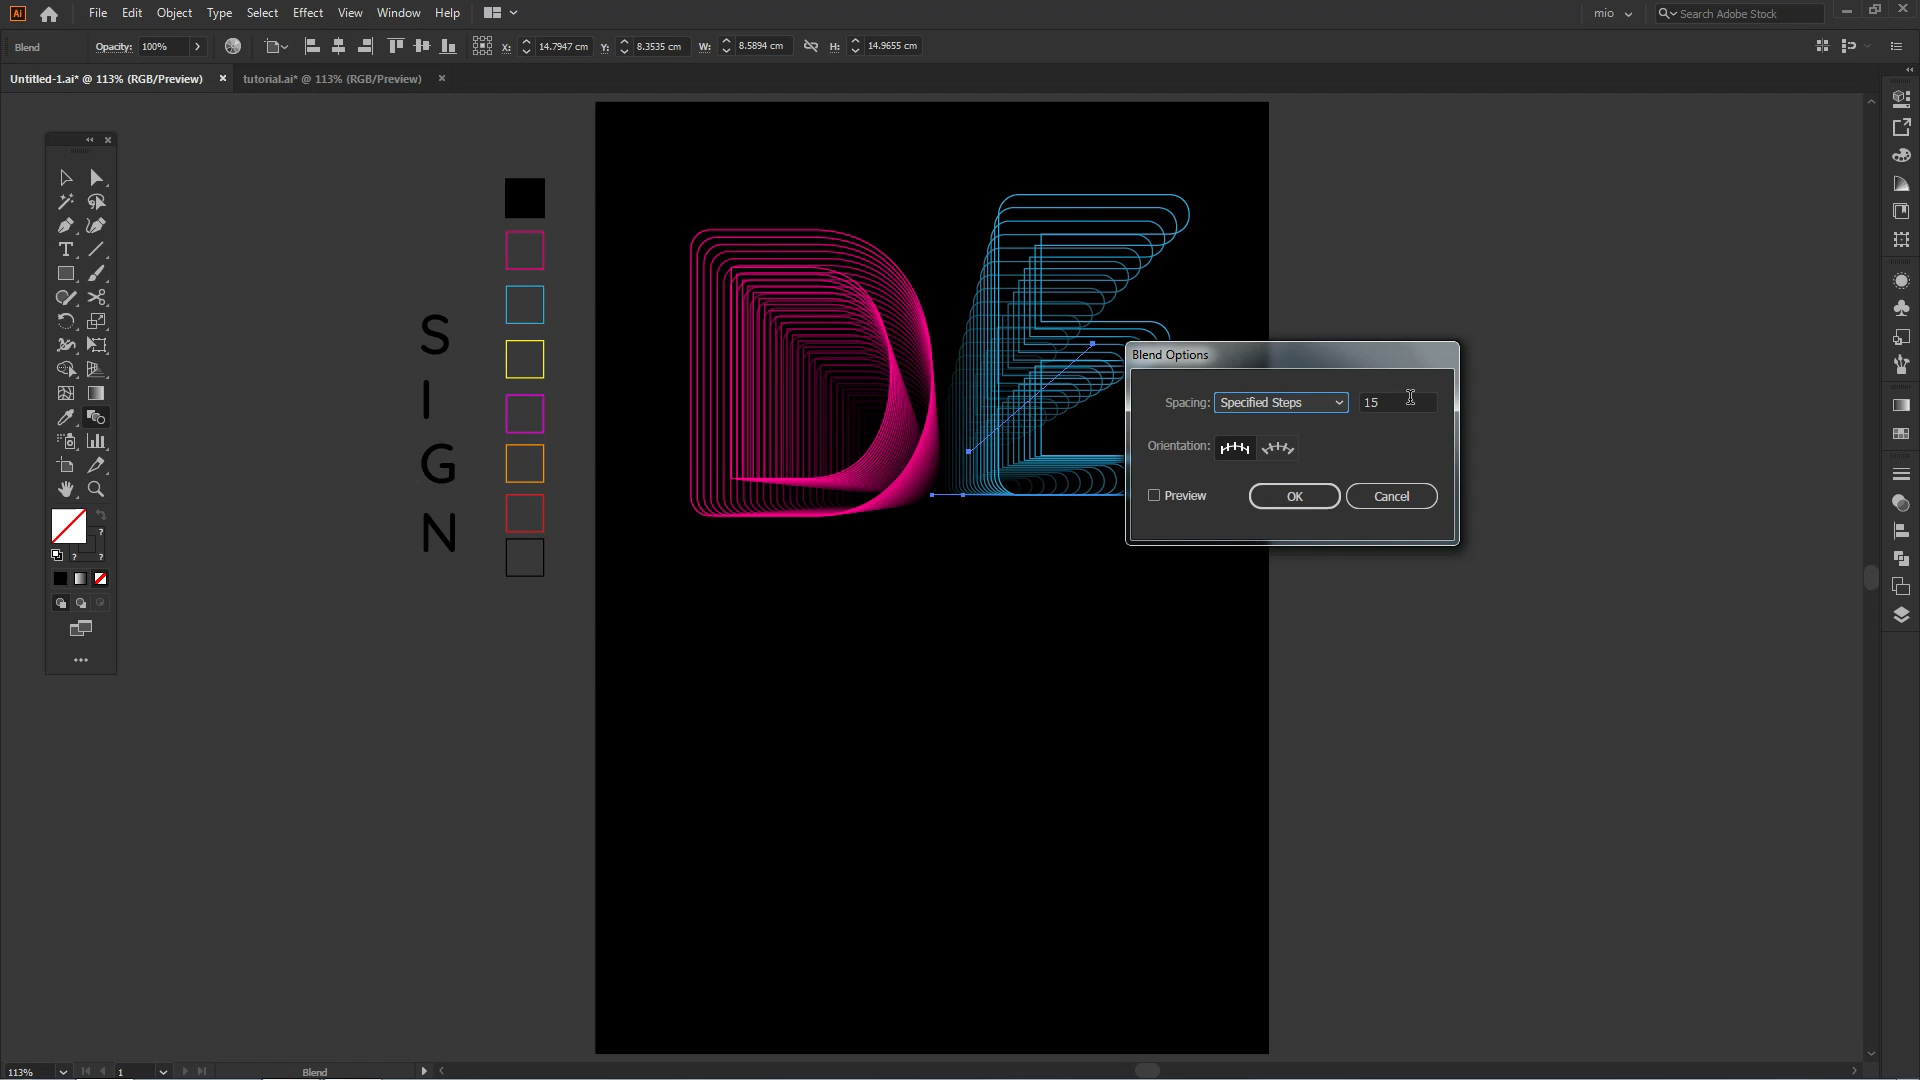 Ai File Edit Object Type Select Effect View Window Help mio Search Adobe Stock
Blend Opacity: 100% X: 14.7947 cm Y: 8.3535 cm W: 8.5894 cm H: 14.9655 cm
Untitled-1.ai* @ 113% (RGB/Preview) tutorial.ai* @ 113% (RGB/Preview)
D E
S
I
G
N
Blend Options
Spacing: Specified Steps 15
Orientation:
Preview OK Cancel
? ? ?
113% 1 Blend